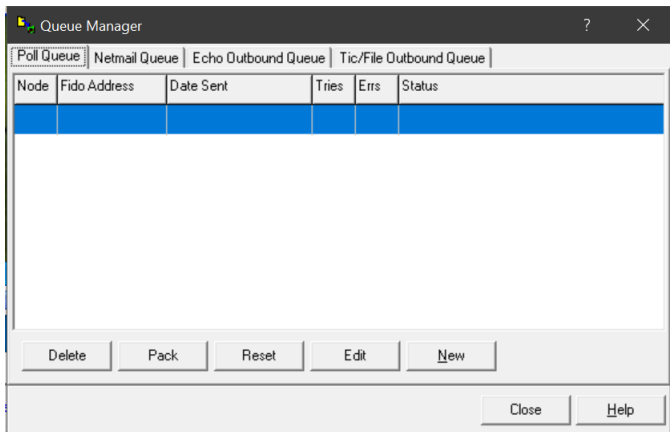 Queue Manager ? ×
Poll Queue Netmail Queue Echo Outbound Queue Tic/File Outbound Queue
Node Fido Address Date Sent Tries Errs Status
Delete Pack Reset Edit New
Close Help